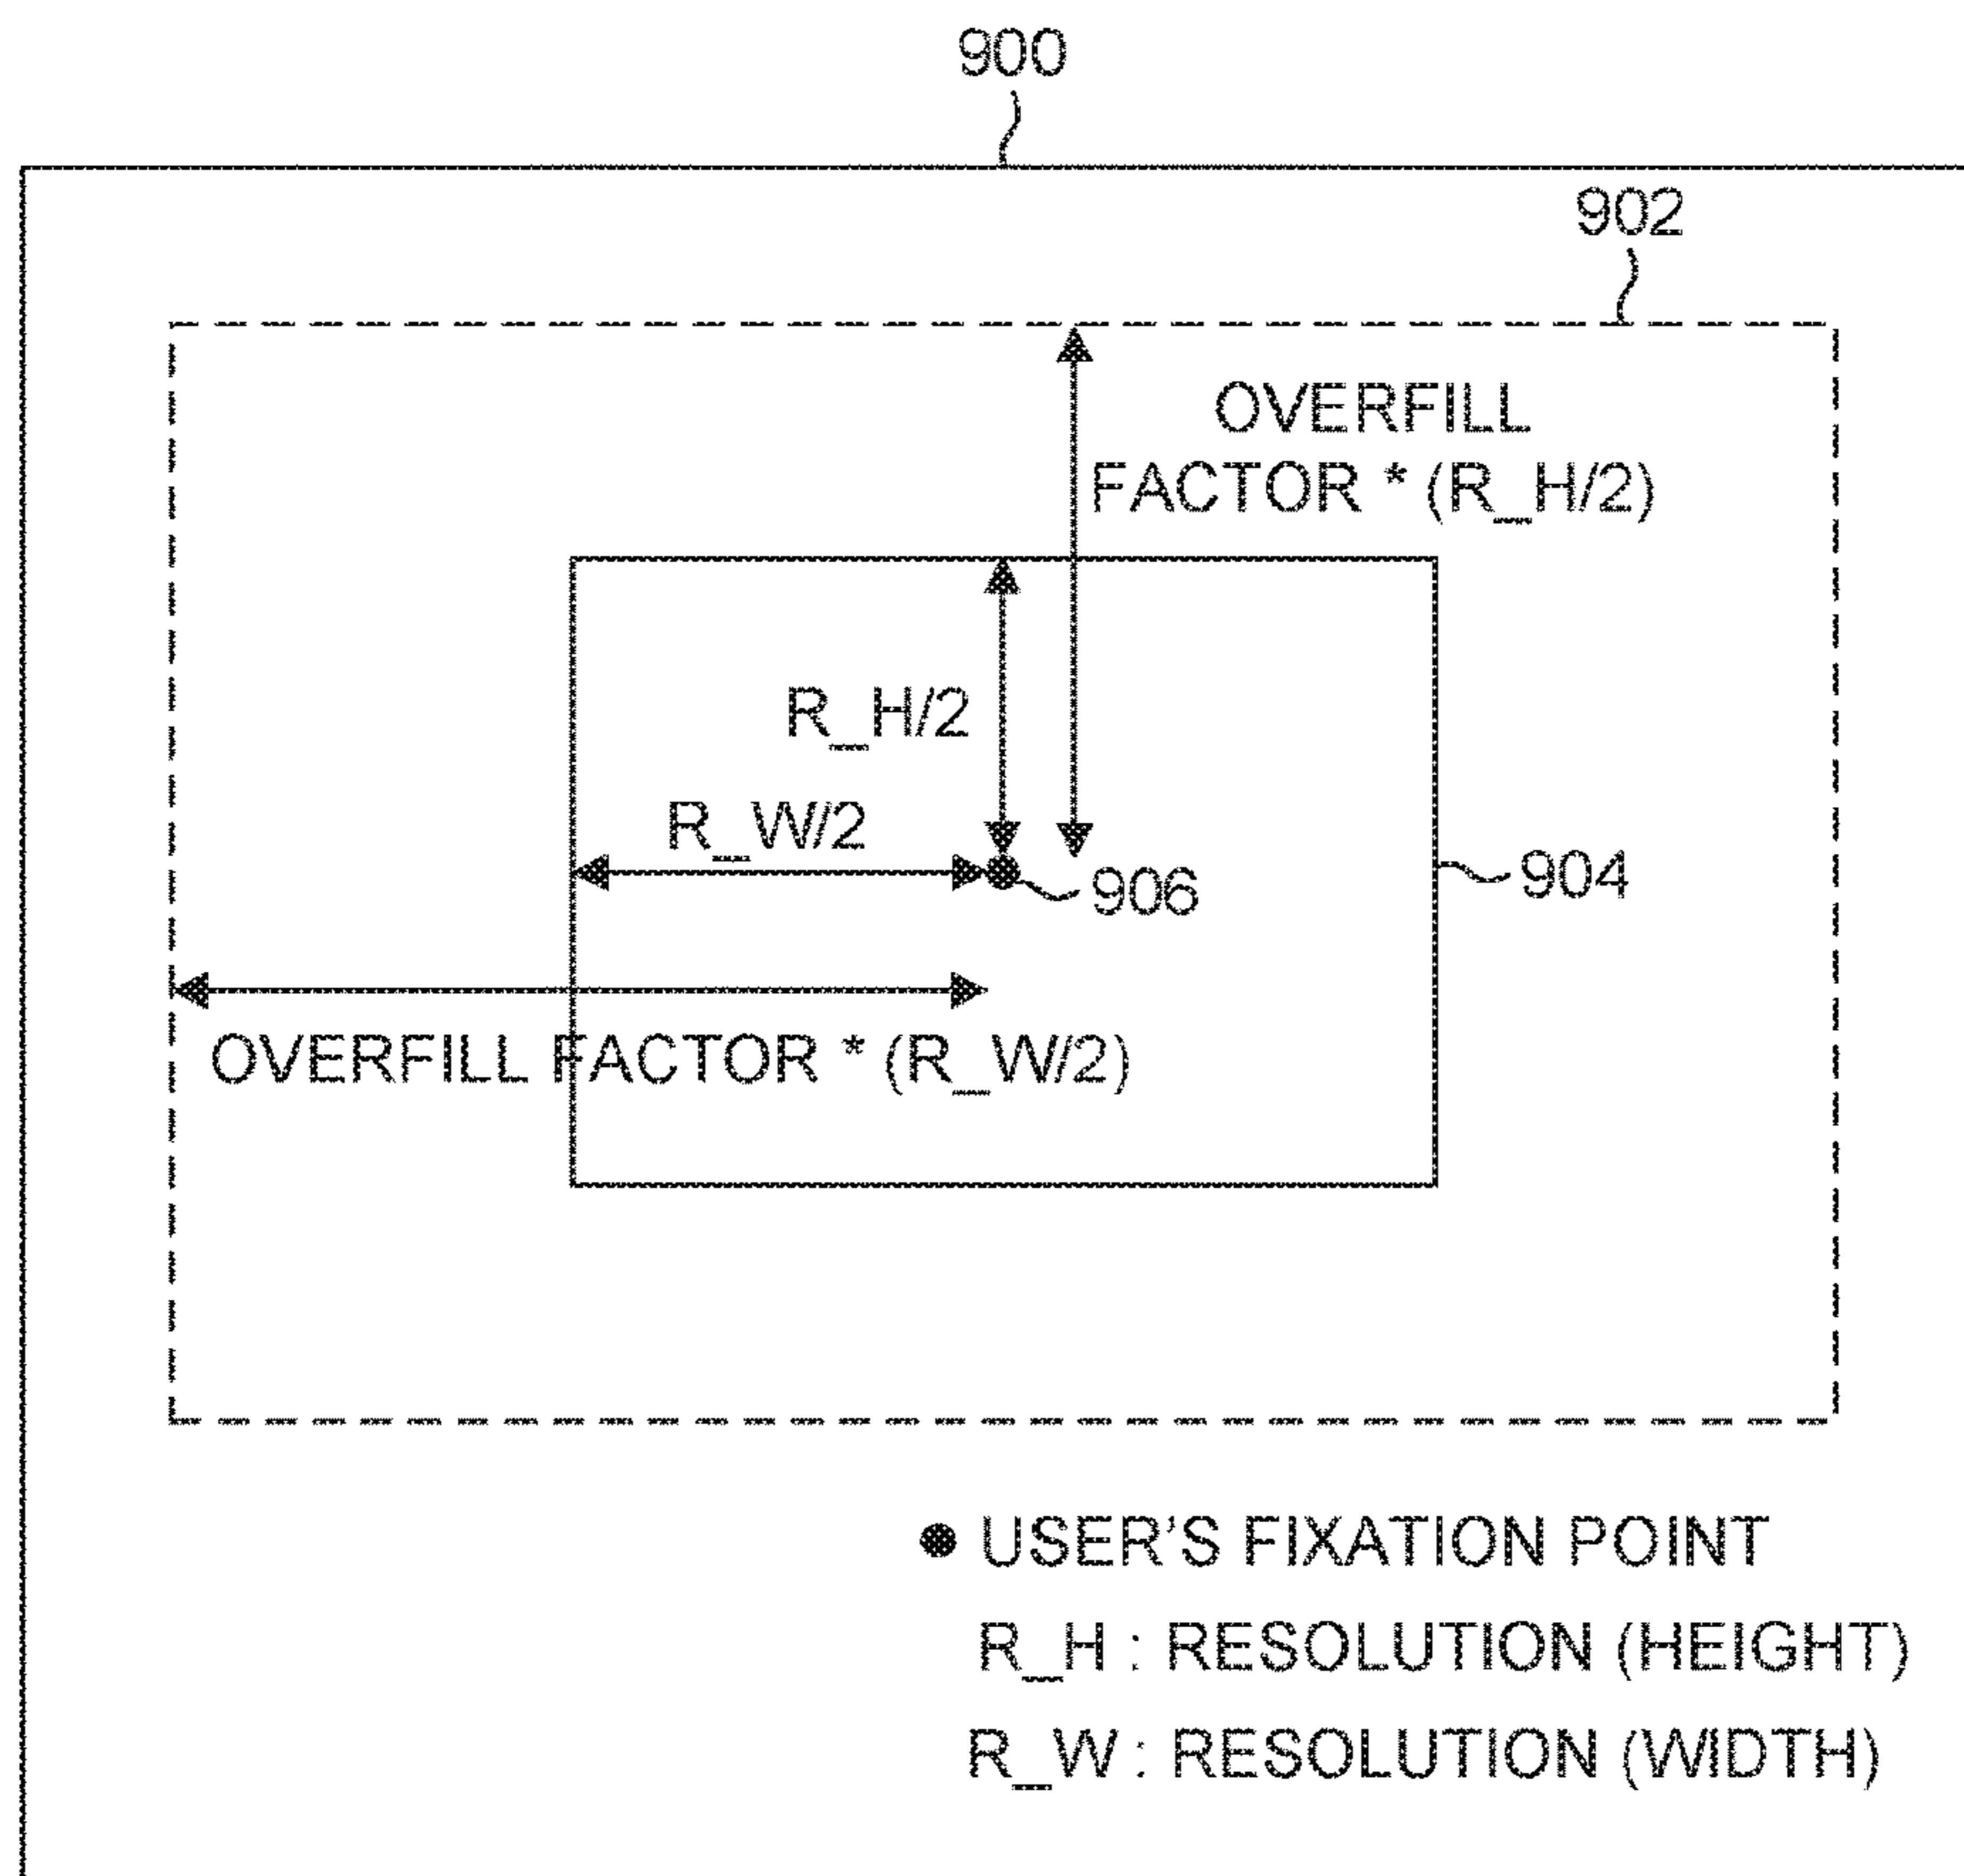 900
902
OVERFILL
FACTOR * (R_H/2)
R_H/2
R_W/2
906
904
OVERFILL FACTOR * (R_W/2)
● USER'S FIXATION POINT
R_H : RESOLUTION (HEIGHT)
R_W : RESOLUTION (WIDTH)